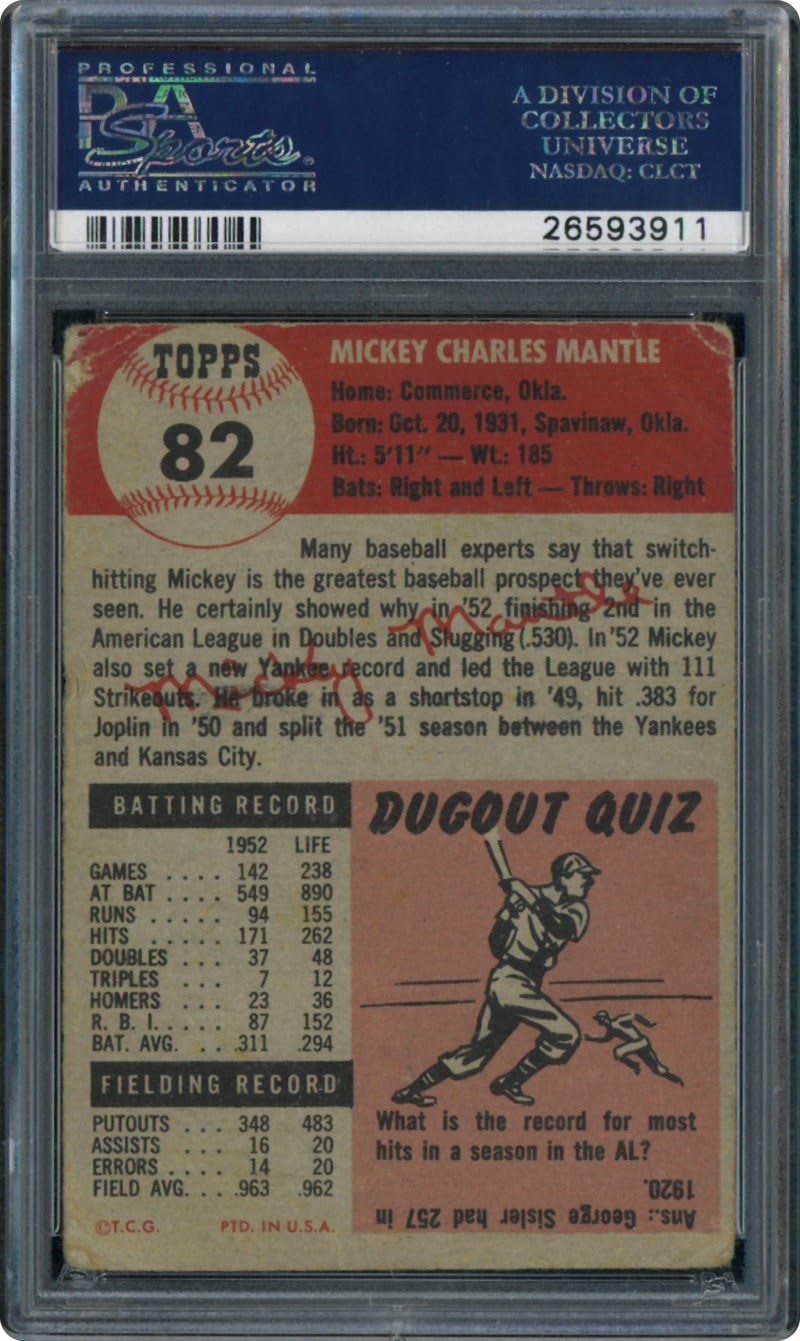 PROFESSIONAL
PSA
Sports
AUTHENTICATOR
A DIVISION OF
COLLECTORS
UNIVERSE
NASDAQ: CLCT
26593911
TOPPS
82
MICKEY CHARLES MANTLE
Home: Commerce, Okla.
Born: Oct. 20, 1931, Spavinaw, Okla.
Ht.: 5'11" — Wt.: 185
Bats: Right and Left — Throws: Right
Many baseball experts say that switch-
hitting Mickey is the greatest baseball prospect they've ever
seen. He certainly showed why in '52 finishing 2nd in the
American League in Doubles and Slugging (.530). In '52 Mickey
also set a new Yankee record and led the League with 111
Strikeouts. He broke in as a shortstop in '49, hit .383 for
Joplin in '50 and split the '51 season between the Yankees
and Kansas City.
Micky Mantle
BATTING RECORD
1952 LIFE
GAMES .... 142 238
AT BAT .... 549 890
RUNS ..... 94 155
HITS ..... 171 262
DOUBLES ... 37 48
TRIPLES ... 7 12
HOMERS ... 23 36
R. B. I. .... 87 152
BAT. AVG. .. .311 .294
FIELDING RECORD
PUTOUTS ... 348 483
ASSISTS ... 16 20
ERRORS .... 14 20
FIELD AVG. .. .963 .962
©T.C.G. PTD. IN U.S.A.
DUGOUT QUIZ
What is the record for most
hits in a season in the AL?
Ans.: George Sisler had 257 in
1920.